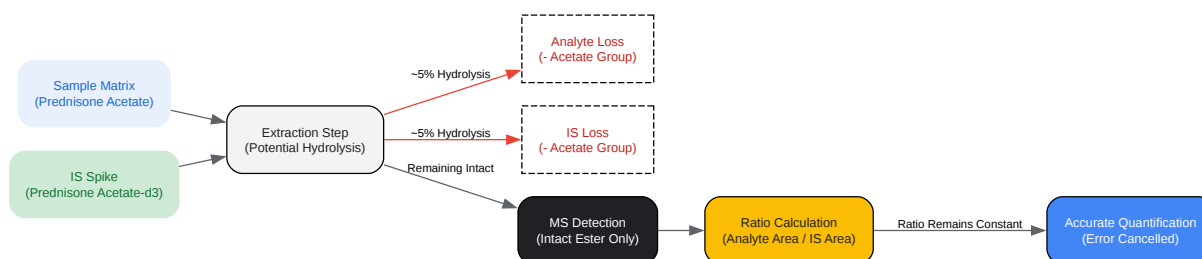 Analyte Loss
(- Acetate Group)
~5% Hydrolysis
Sample Matrix
(Prednisone Acetate)
Extraction Step
(Potential Hydrolysis)
~5% Hydrolysis
IS Loss
(- Acetate Group)
IS Spike
(Prednisone Acetate-d3)
Remaining Intact
MS Detection
(Intact Ester Only)
Ratio Calculation
(Analyte Area / IS Area)
Ratio Remains Constant
Accurate Quantification
(Error Cancelled)